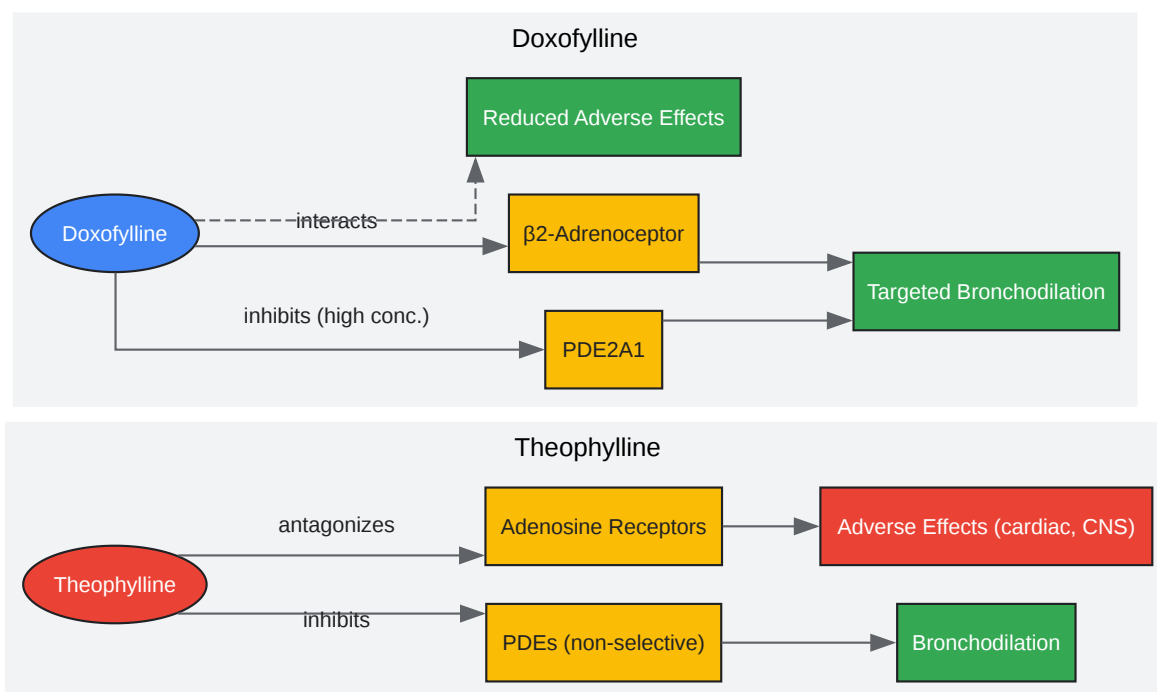 Doxofylline
Reduced Adverse Effects
interacts
Doxofylline
β2-Adrenoceptor
Targeted Bronchodilation
inhibits (high conc.)
PDE2A1
Theophylline
antagonizes
Adenosine Receptors
Adverse Effects (cardiac, CNS)
Theophylline
inhibits
PDEs (non-selective)
Bronchodilation